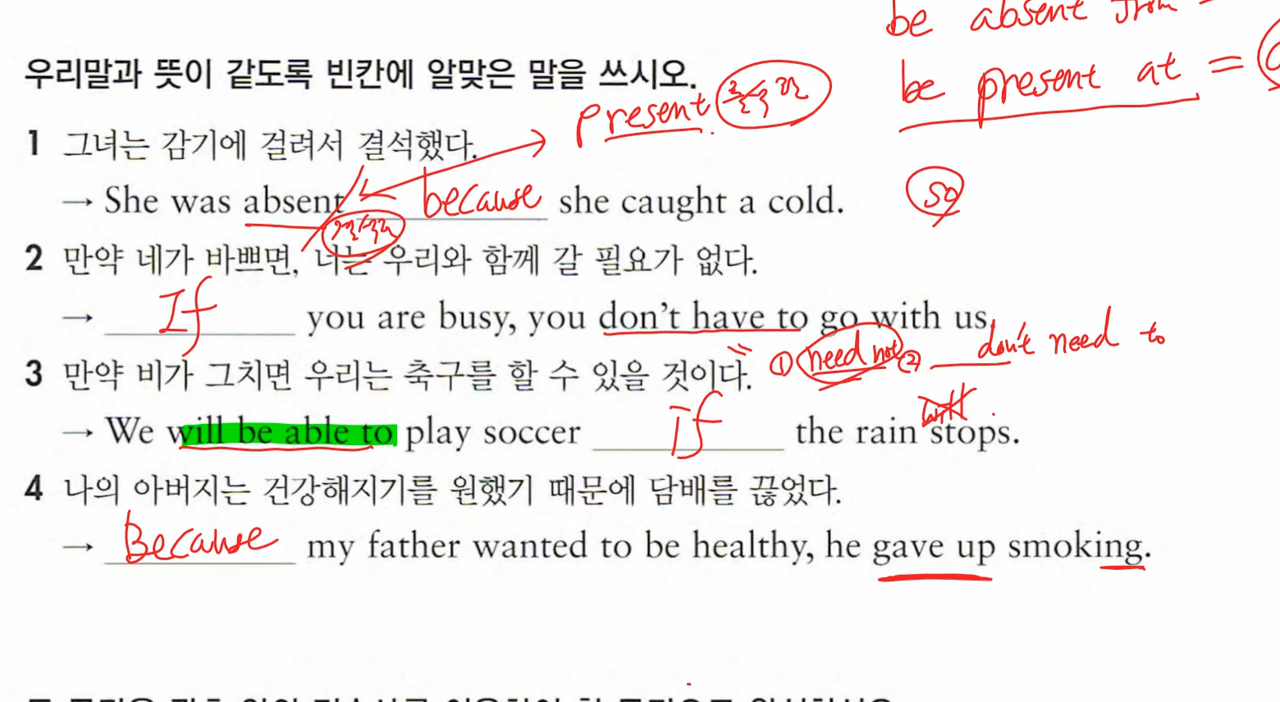 be absent from
be present at =
우리말과 뜻이 같도록 빈칸에 알맞은 말을 쓰시오.
present. 출석한
1 그녀는 감기에 걸려서 결석했다.
→ She was absent because she caught a cold.
so
결석한
2 만약 네가 바쁘면, 너는 우리와 함께 갈 필요가 없다.
→ If you are busy, you don't have to go with us.
① need not ② don't need to
3 만약 비가 그치면 우리는 축구를 할 수 있을 것이다.
→ We will be able to play soccer if the rain stops.
4 나의 아버지는 건강해지기를 원했기 때문에 담배를 끊었다.
→ Because my father wanted to be healthy, he gave up smoking.